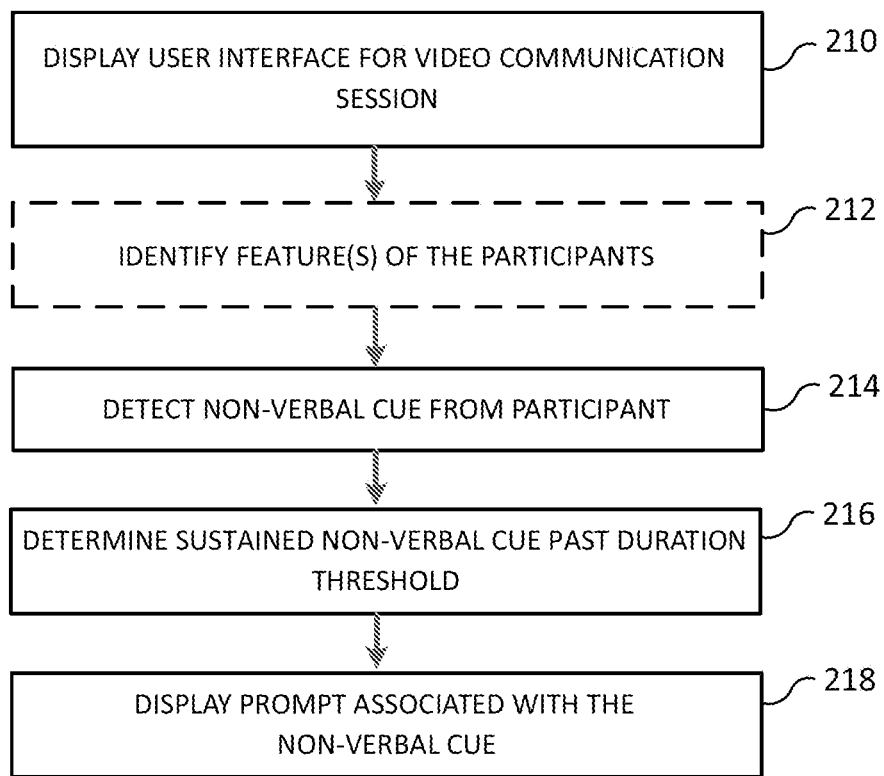 DISPLAY USER INTERFACE FOR VIDEO COMMUNICATION
SESSION
210
IDENTIFY FEATURE(S) OF THE PARTICIPANTS
212
DETECT NON-VERBAL CUE FROM PARTICIPANT
214
DETERMINE SUSTAINED NON-VERBAL CUE PAST DURATION
THRESHOLD
216
DISPLAY PROMPT ASSOCIATED WITH THE
NON-VERBAL CUE
218